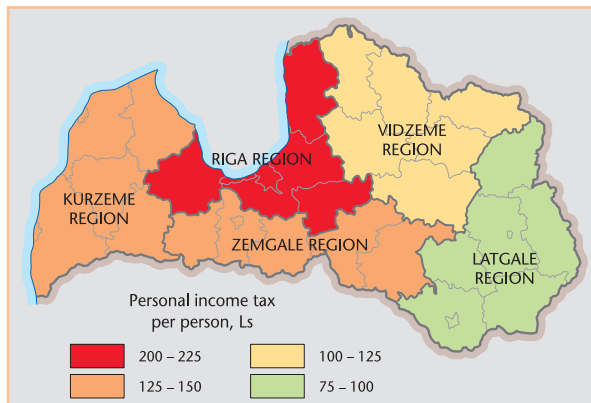 VIDZEME
REGION
RIGA REGION
KURZEME
REGION
ZEMGALE REGION
LATGALE
REGION
Personal income tax
per person, Ls
200 – 225
100 – 125
125 – 150
75 – 100